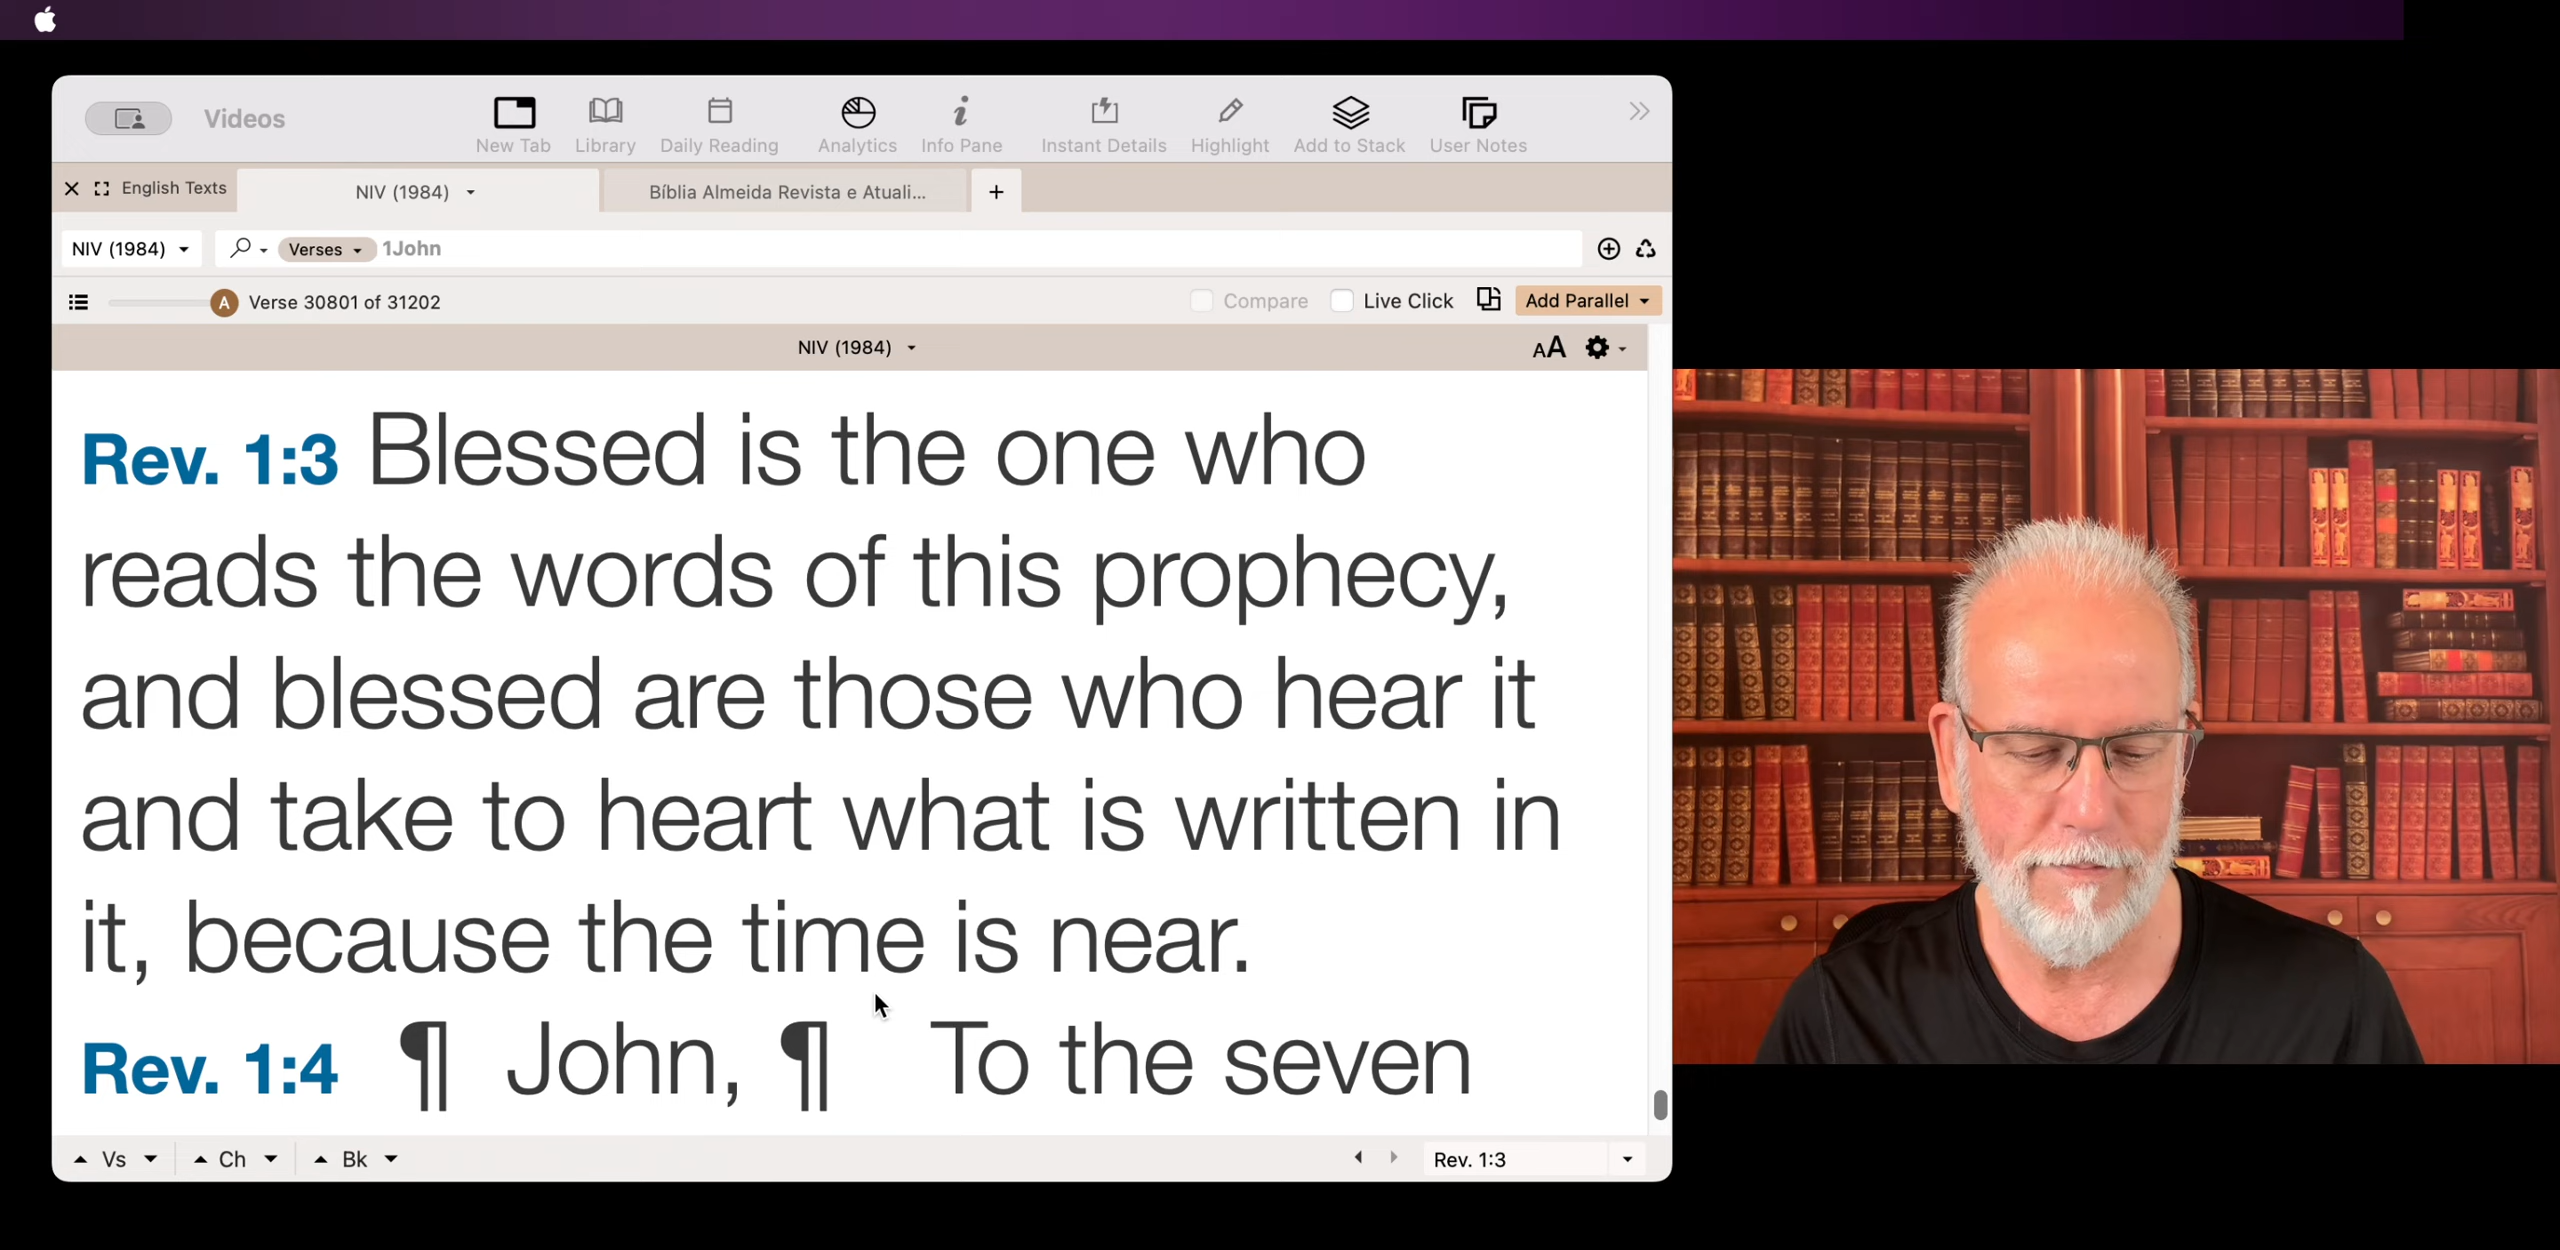 Videos
New Tab Library Daily Reading Analytics Info Pane Instant Details Highlight Add to Stack User Notes
English Texts NIV (1984) Bíblia Almeida Revista e Atuali... +
NIV (1984) Verses 1John
A Verse 30801 of 31202 Compare Live Click Add Parallel
NIV (1984) AA
Rev. 1:3 Blessed is the one who
reads the words of this prophecy,
and blessed are those who hear it
and take to heart what is written in
it, because the time is near.
Rev. 1:4 ¶ John, ¶ To the seven
Vs Ch Bk Rev. 1:3